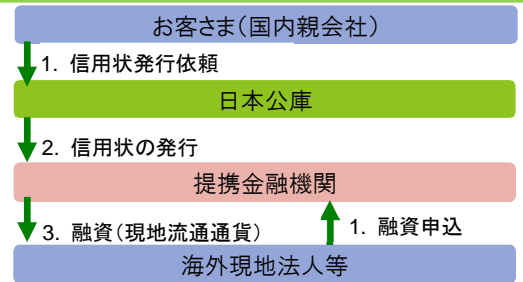 お客さま（国内親会社）
1. 信用状発行依頼
日本公庫
2. 信用状の発行
提携金融機関
3. 融資（現地流通通貨）
1. 融資申込
海外現地法人等